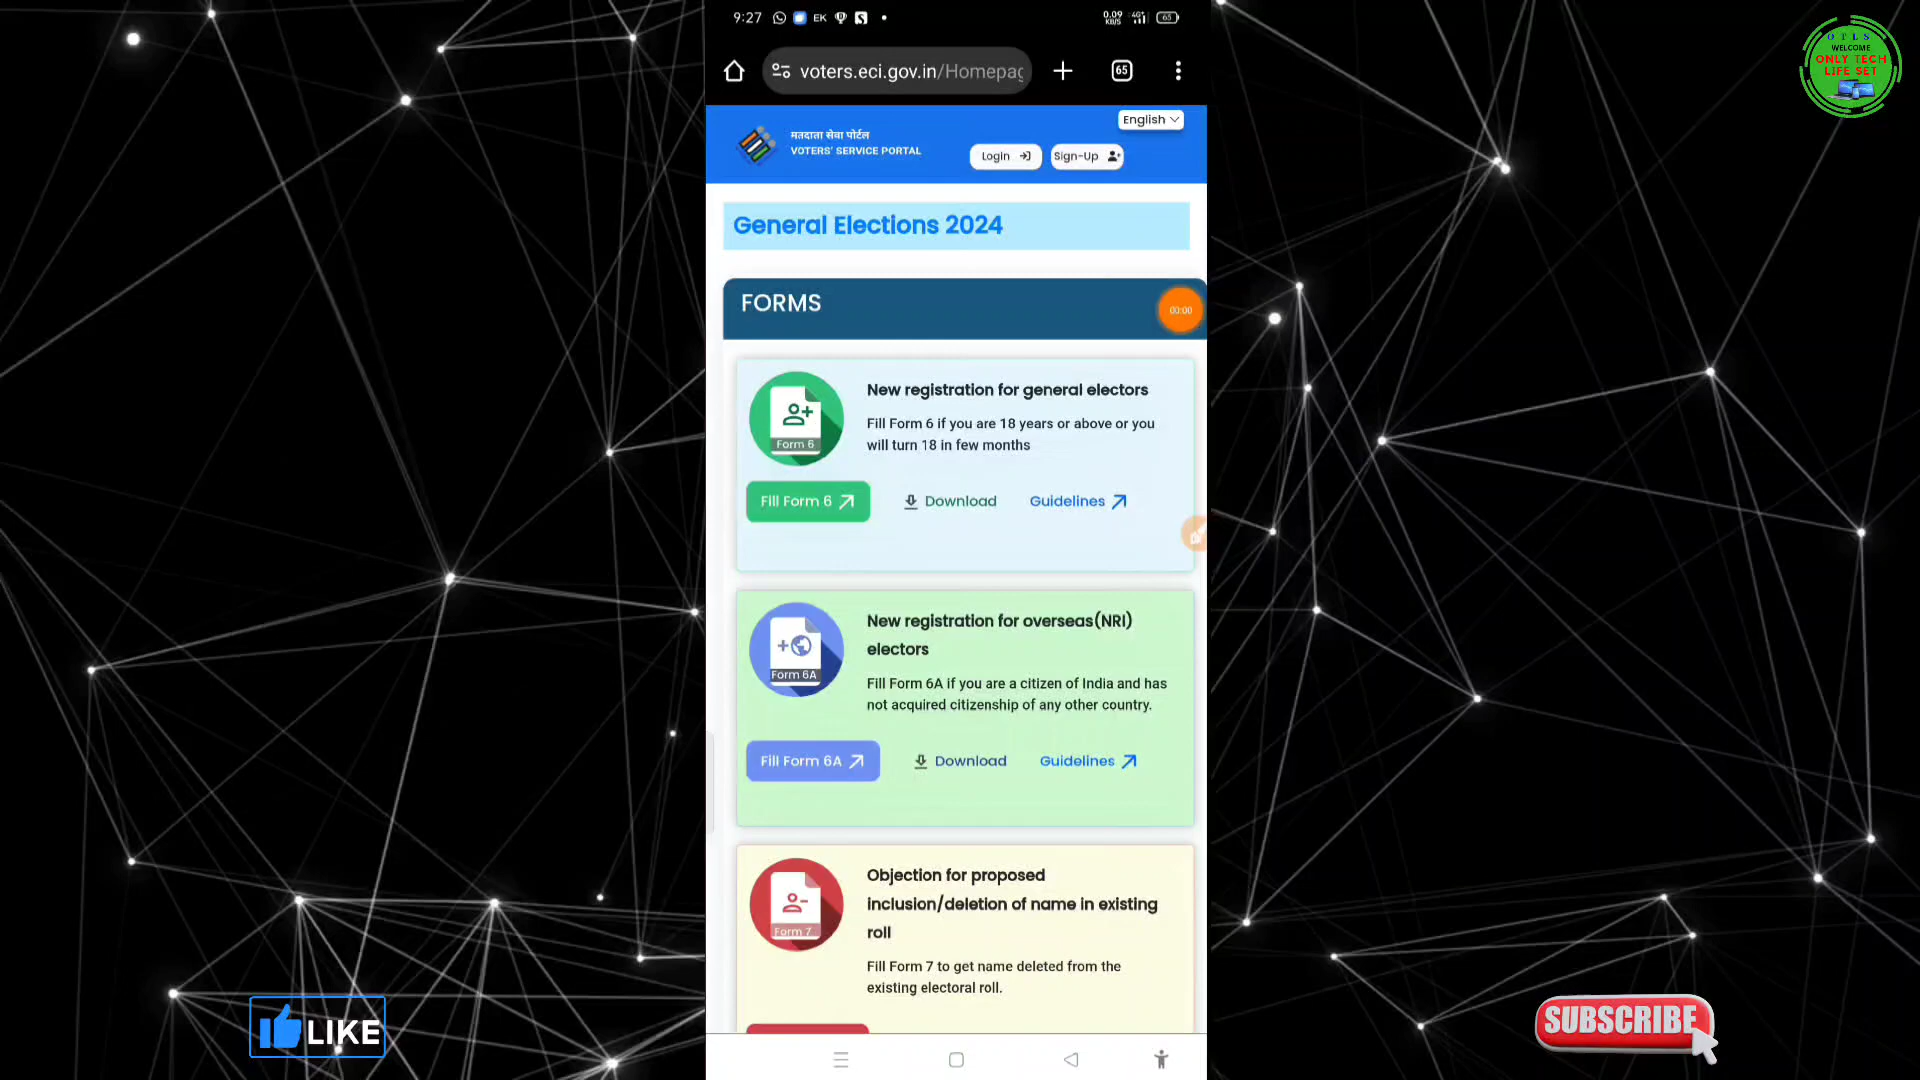 9:27
EK
0.09
KB/S
4G+
65
voters.eci.gov.in/Homepag
65
O T L S
WELCOME
ONLY TECH
LIFE SET
English
मतदाता सेवा पोर्टल
VOTERS' SERVICE PORTAL
Login
Sign-Up
General Elections 2024
FORMS
00:00
New registration for general electors
Fill Form 6 if you are 18 years or above or you
will turn 18 in few months
Form 6
Fill Form 6
Download
Guidelines
New registration for overseas(NRI)
electors
Form 6A
Fill Form 6A if you are a citizen of India and has
not acquired citizenship of any other country.
Fill Form 6A
Download
Guidelines
Objection for proposed
inclusion/deletion of name in existing
roll
Form 7
Fill Form 7 to get name deleted from the
existing electoral roll.
LIKE
SUBSCRIBE